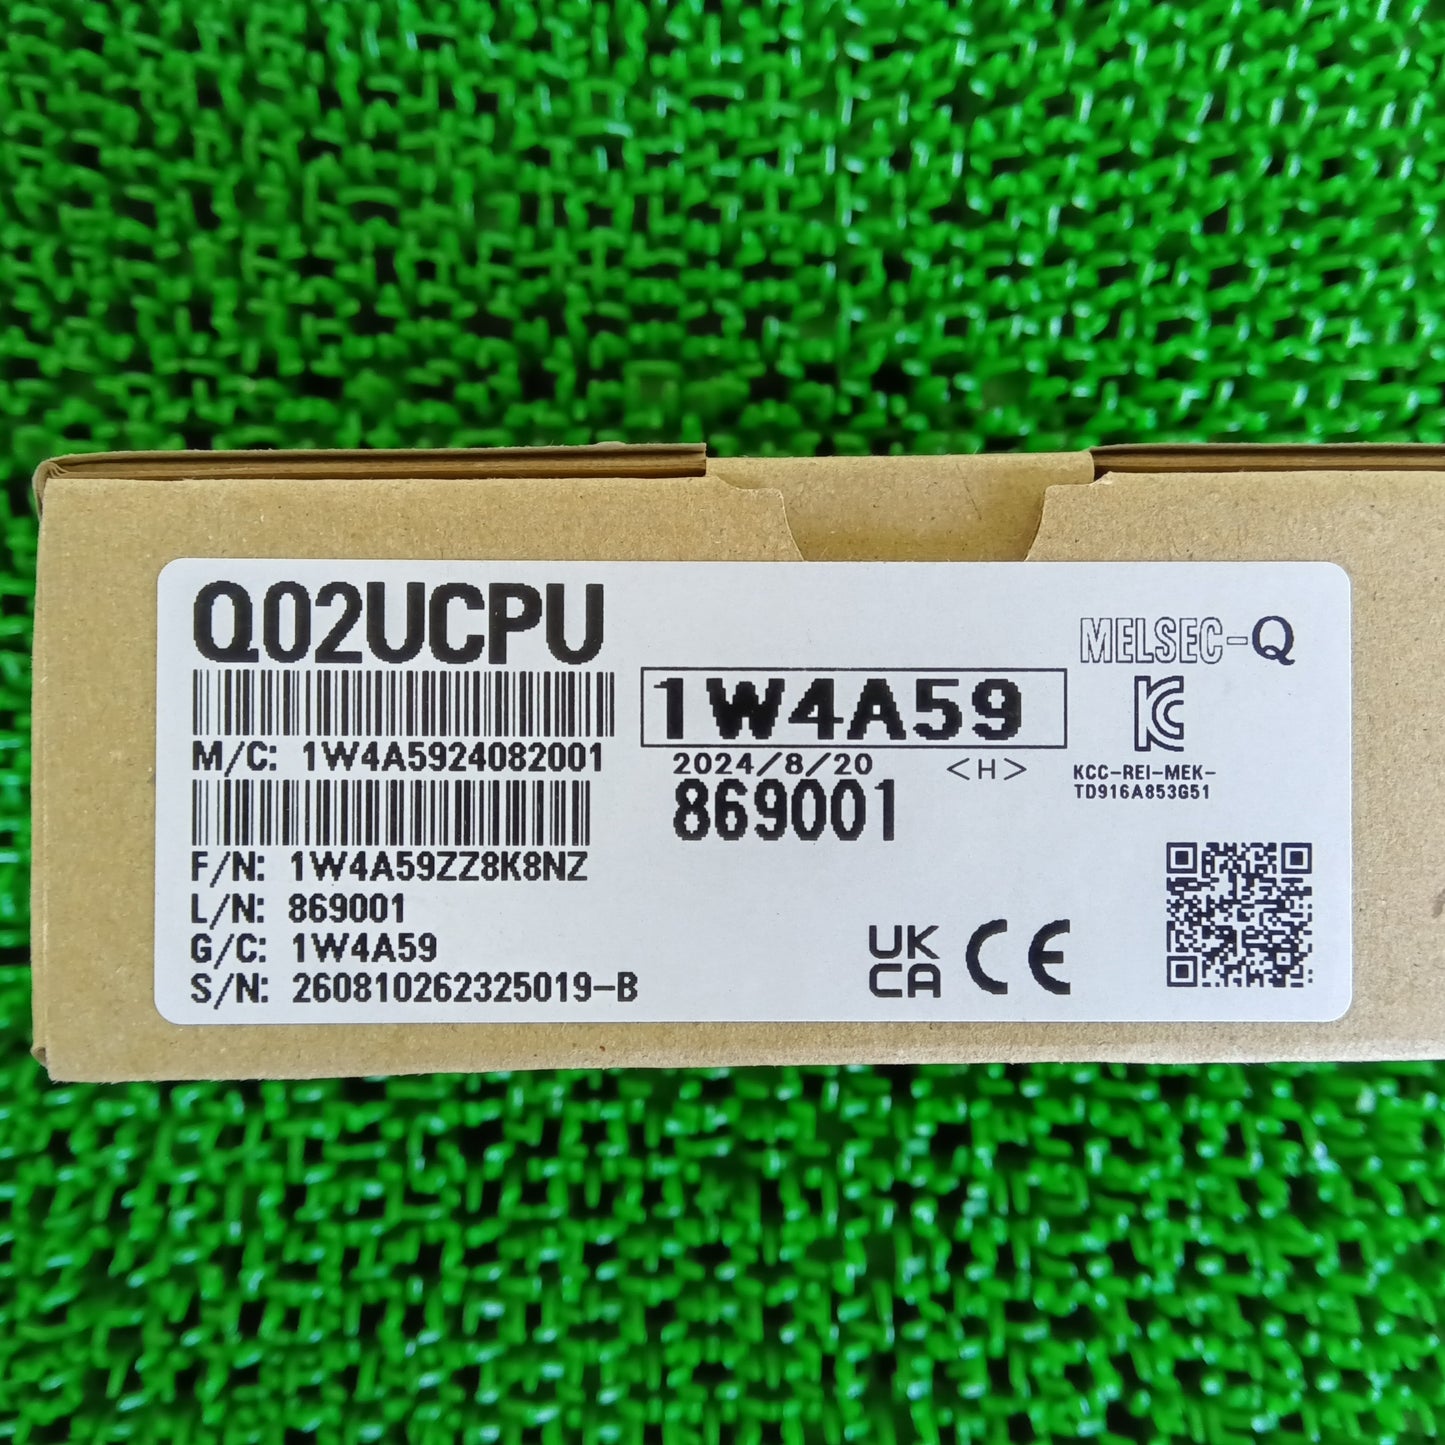 Q02UCPU
MELSEC-Q
1W4A59
M/C: 1W4A5924082001
2024/8/20 <H>
KCC-REI-MEK-
TD916A853G51
869001
F/N: 1W4A59ZZ8K8NZ
L/N: 869001
G/C: 1W4A59
S/N: 260810262325019-B
UK
CA
CE